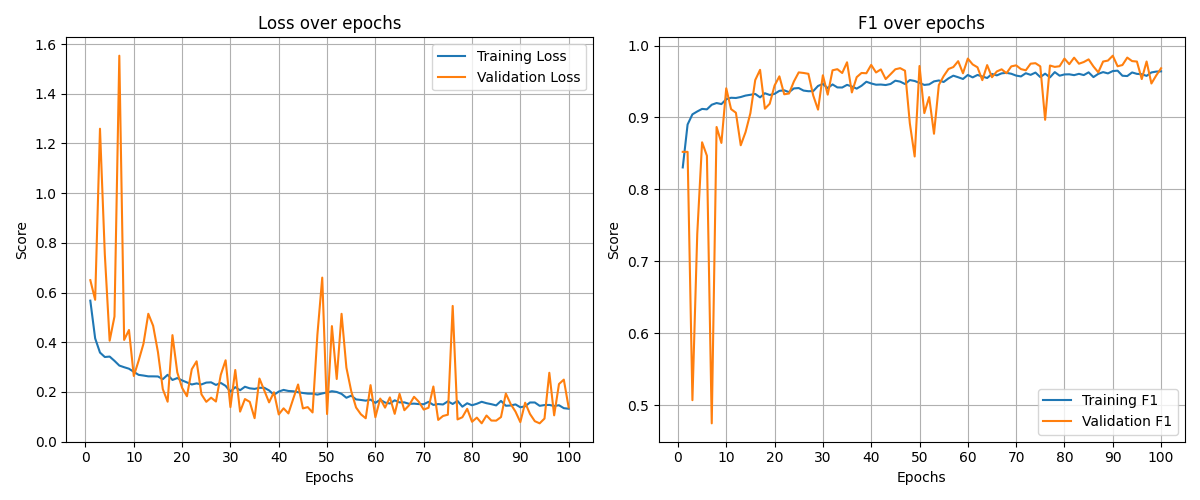 Loss over epochs
1.6
1.4
1.2
1.0
0.8
0.6
0.4
0.2
0.0
Score
0 10 20 30 40 50 60 70 80 90 100
Epochs
Training Loss
Validation Loss
F1 over epochs
1.0
0.9
0.8
0.7
0.6
0.5
Score
0 10 20 30 40 50 60 70 80 90 100
Epochs
Training F1
Validation F1